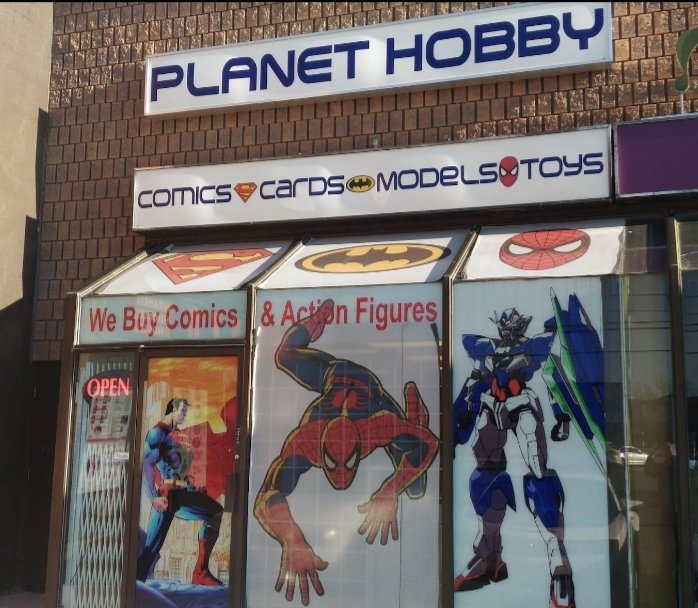 PLANET HOBBY
COMICS CARDS MODELS TOYS
We Buy Comics & Action Figures
OPEN